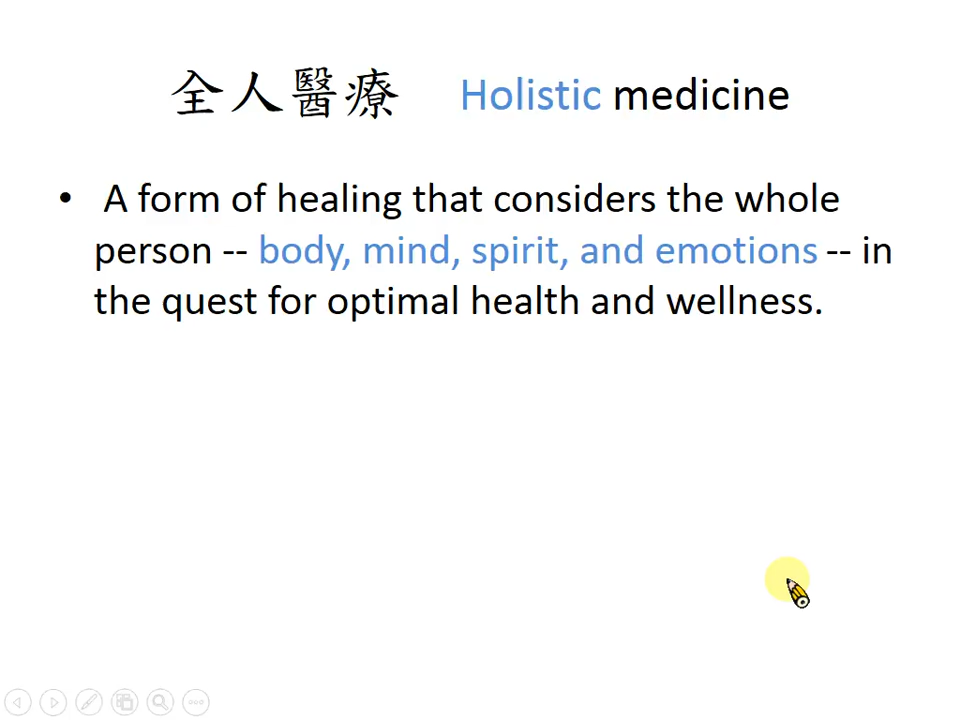 全人醫療 Holistic medicine
• A form of healing that considers the whole
person -- body, mind, spirit, and emotions -- in
the quest for optimal health and wellness.